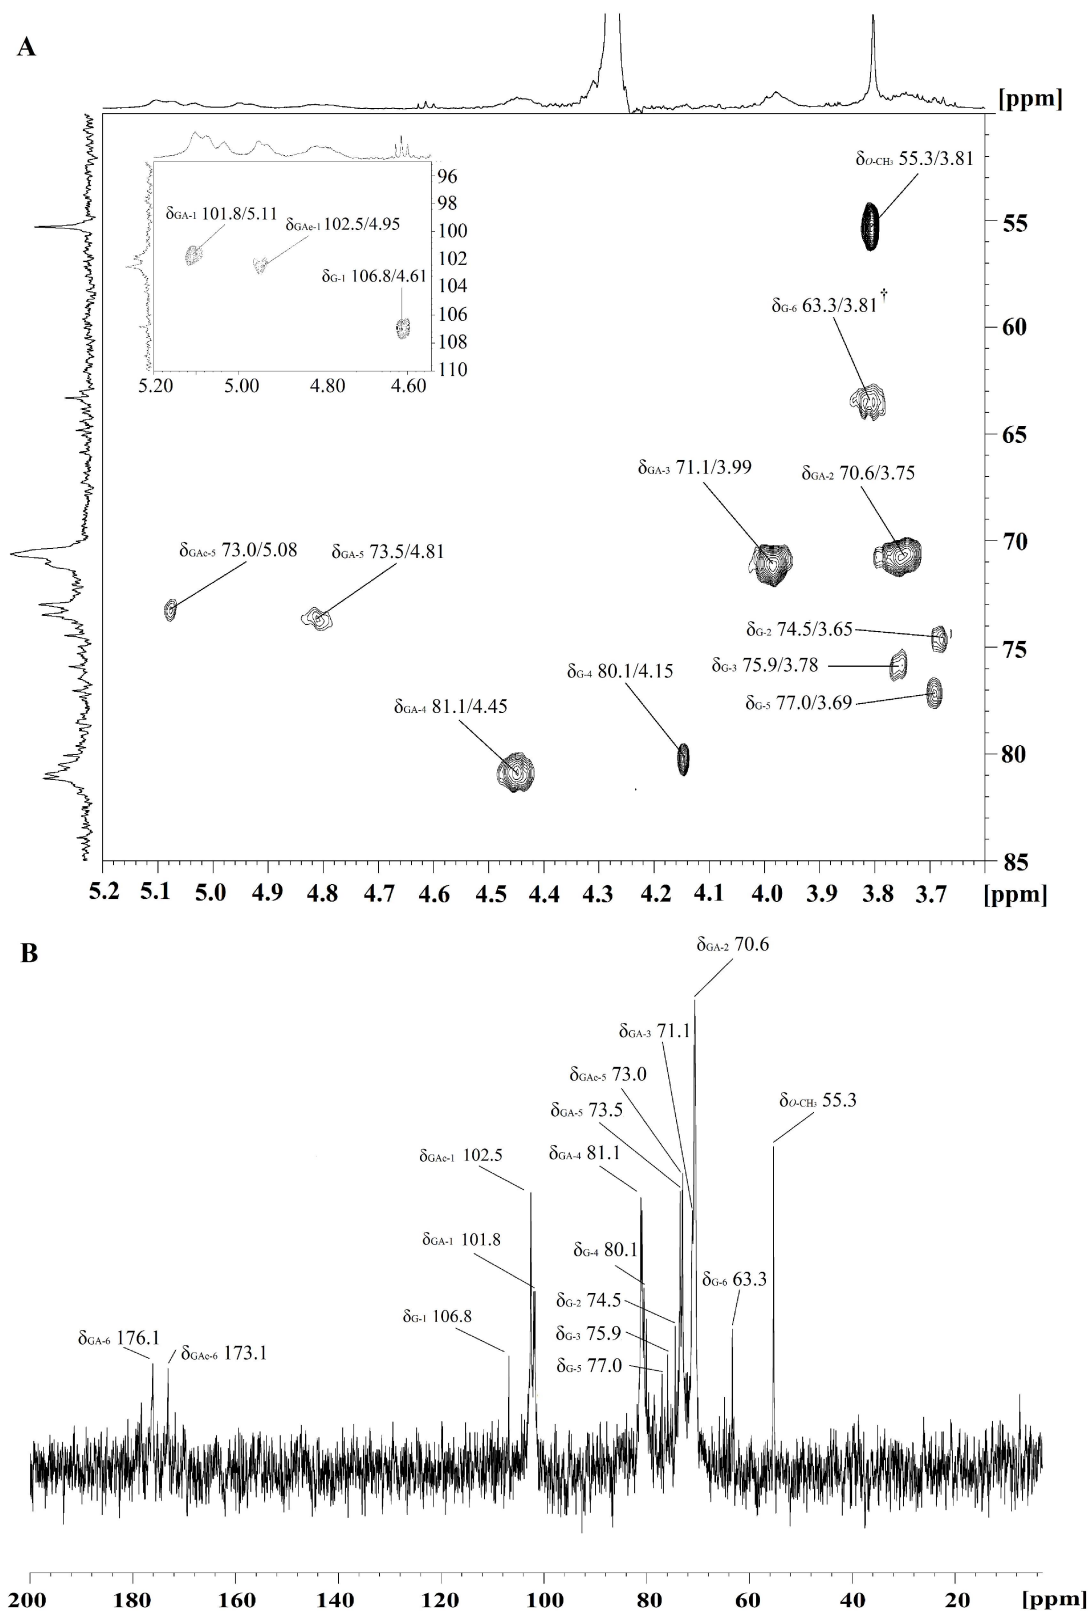 A
[ppm]
δO-CH₃ 55.3/3.81
96
98
δGA-1 101.8/5.11
100
δGAe-1 102.5/4.95
55
102
δG-1 106.8/4.61
104
δG-6 63.3/3.81†
106
60
108
110
5.20 5.00 4.80 4.60
65
δGA-3 71.1/3.99
δGA-2 70.6/3.75
70
δGAe-5 73.0/5.08
δGA-5 73.5/4.81
δG-2 74.5/3.65
75
δG-3 75.9/3.78
δG-4 80.1/4.15
δG-5 77.0/3.69
δGA-4 81.1/4.45
80
85
5.2 5.1 5.0 4.9 4.8 4.6 4.5 4.4 4.3 4.2 4.1 4.0 3.9 3.8 3.7 [ppm]
B
δGA-2 70.6
δGA-3 71.1
δGAe-5 73.0
δO-CH₃ 55.3
δGA-5 73.5
δGA-4 81.1
δGAe-1 102.5
δGA-1 101.8
δG-4 80.1
δG-6 63.3
δG-2 74.5
δG-1 106.8
δG-3 75.9
δGA-6 176.1
δGAe-6 173.1
δG-5 77.0
200 180 160 140 120 100 80 60 40 20 [ppm]